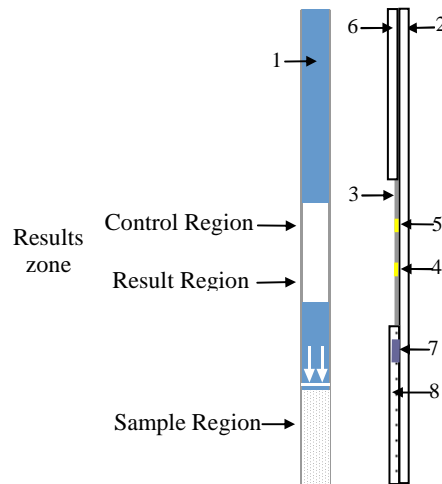 6
2
1
3
Control Region
5
Results
zone
4
Result Region
7
8
Sample Region